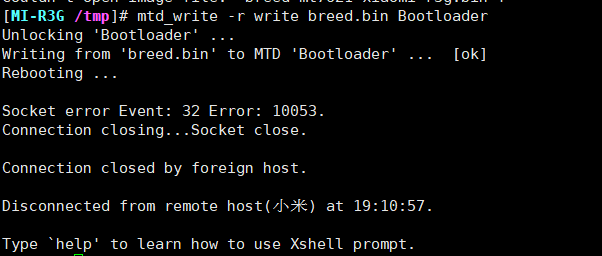 [MI-R3G /tmp]# mtd_write -r write breed.bin Bootloader
Unlocking 'Bootloader' ...
Writing from 'breed.bin' to MTD 'Bootloader' ...  [ok]
Rebooting ...
Socket error Event: 32 Error: 10053.
Connection closing...Socket close.
Connection closed by foreign host.
Disconnected from remote host(小米) at 19:10:57.
Type `help' to learn how to use Xshell prompt.